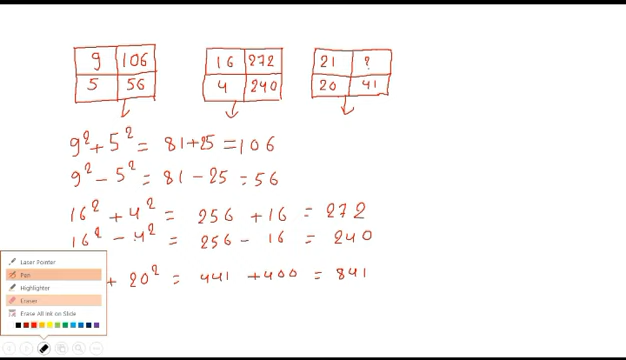 9 106 16 272 21 ?
5 56 4 240 20 41
9² + 5² = 81 + 25 = 106
9² - 5² = 81 - 25 = 56
16² + 4² = 256 + 16 = 272
16² - 4² = 256 - 16 = 240
+ 20² = 441 + 400 = 841
Laser Pointer
Pen
Highlighter
Eraser
Erase All Ink on Slide